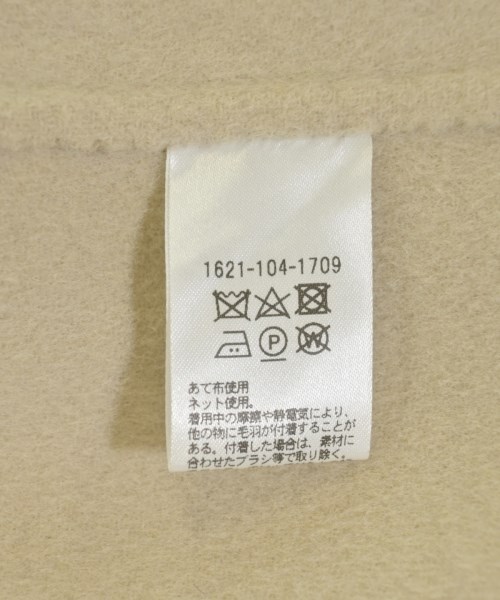 1621-104-1709
P W
あて布使用
ネット使用。
着用中の摩擦や静電気により、
他の物に毛羽が付着することが
ある。付着した場合は、素材に
合わせたブラシ等で取り除く。